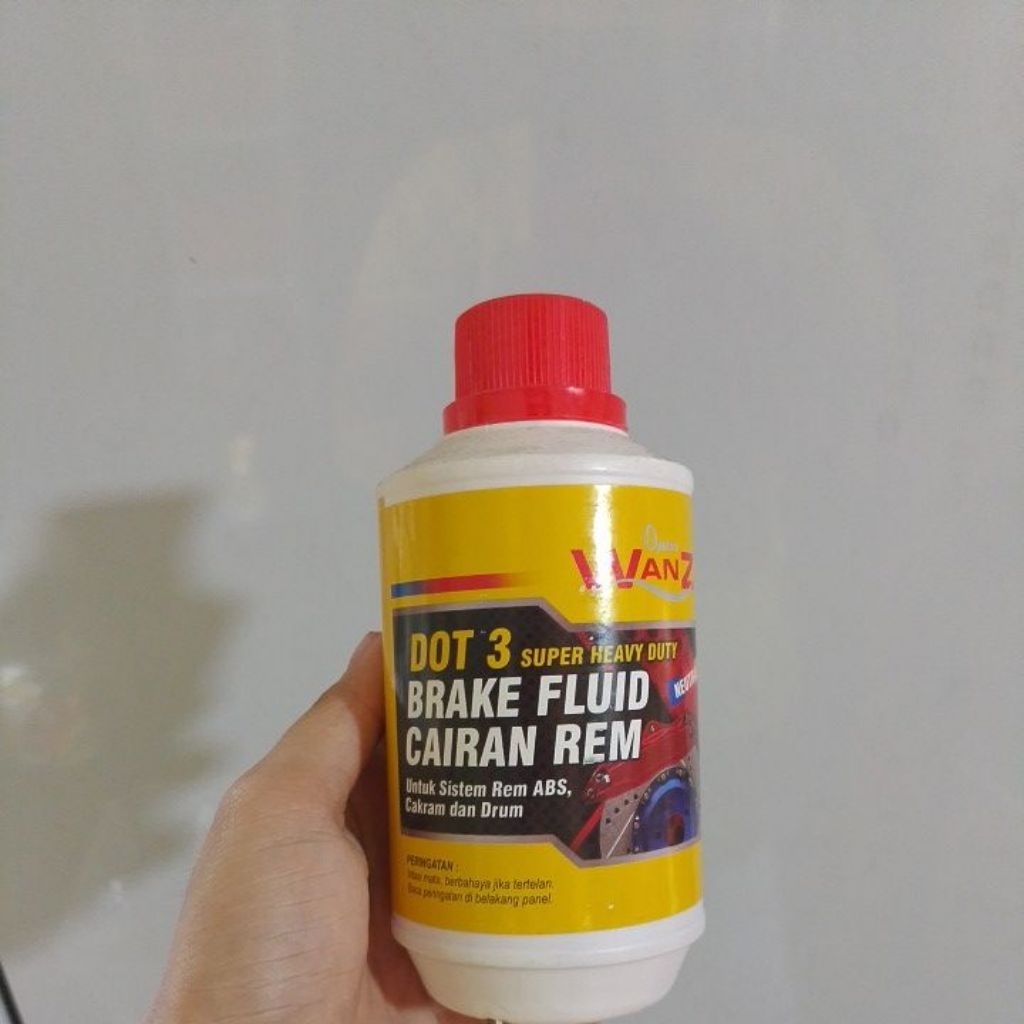 WANZ
DOT 3 SUPER HEAVY DUTY
BRAKE FLUID
CAIRAN REM
Untuk Sistem Rem ABS,
Cakram dan Drum
PERINGATAN :
mata, berbahaya jika tertelan.
Baca peringatan di belakang panel.